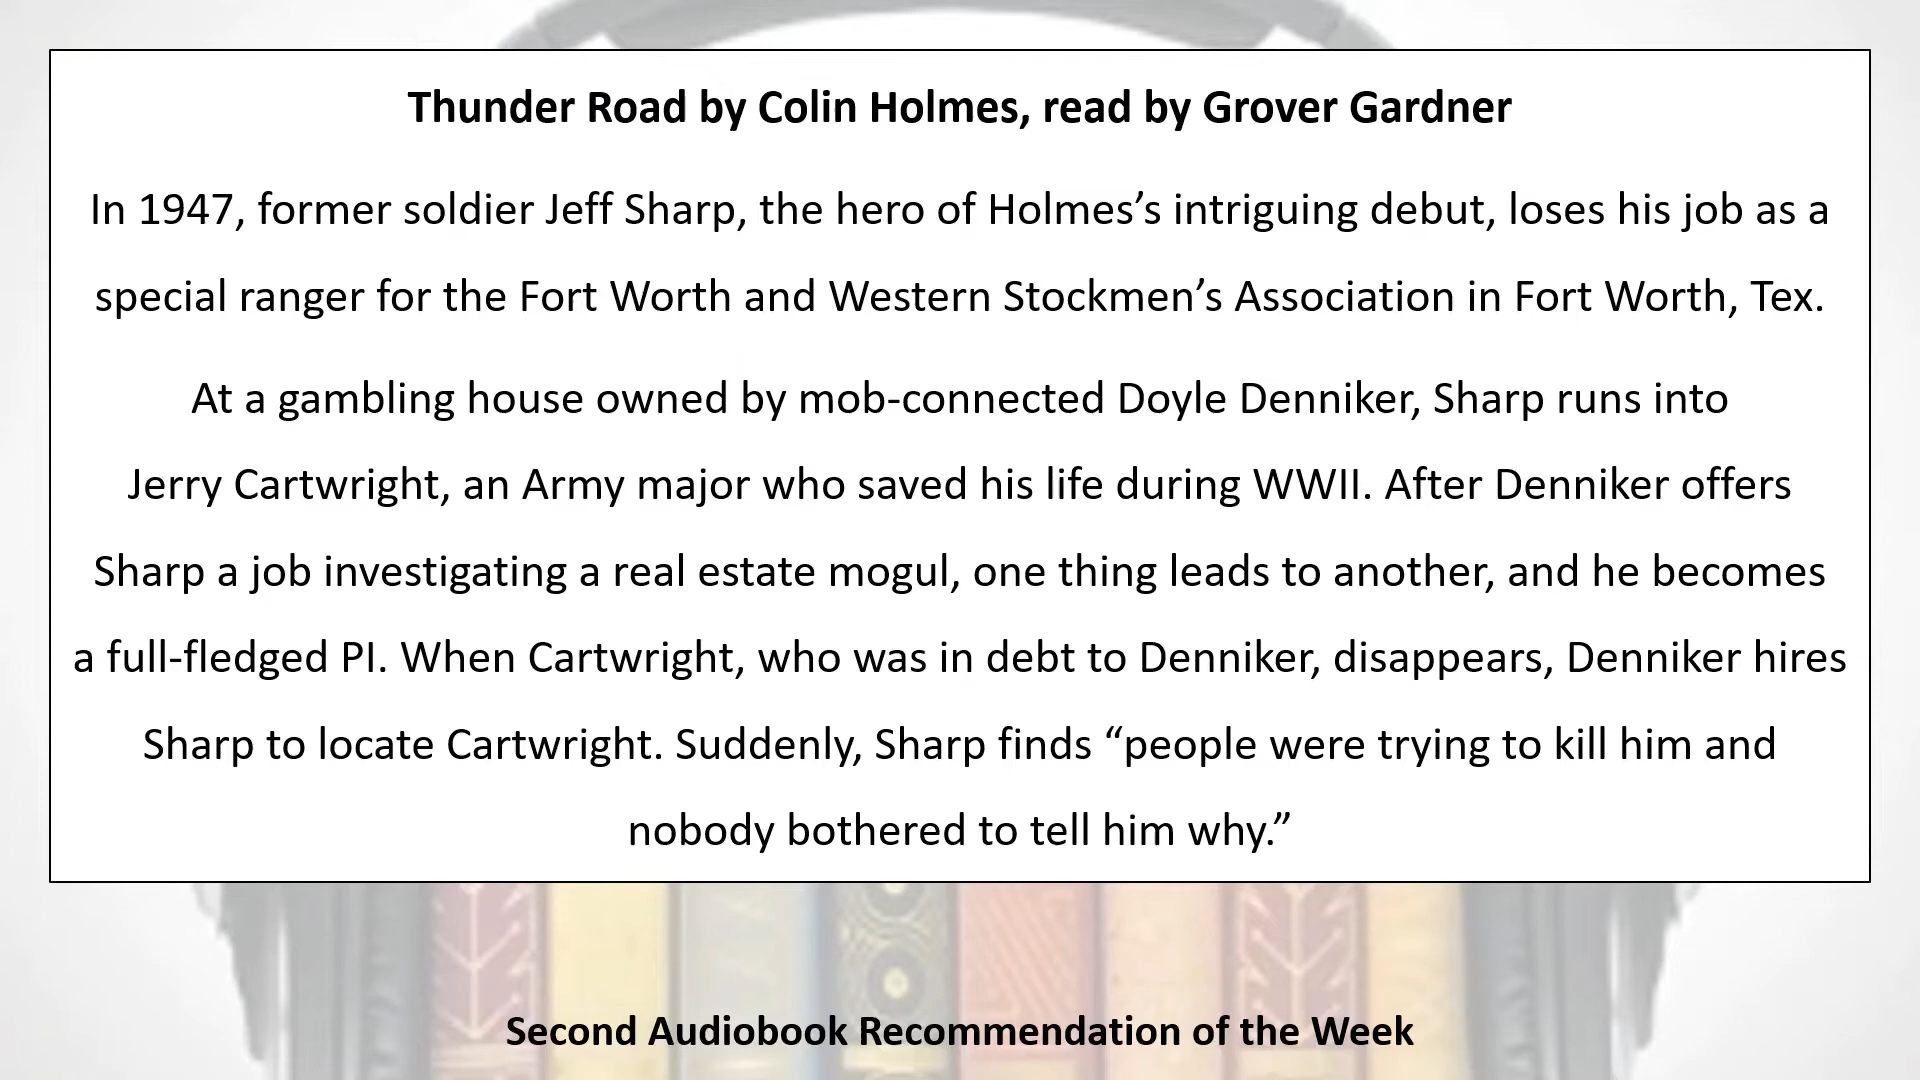 Thunder Road by Colin Holmes, read by Grover Gardner
In 1947, former soldier Jeff Sharp, the hero of Holmes’s intriguing debut, loses his job as a
special ranger for the Fort Worth and Western Stockmen’s Association in Fort Worth, Tex.
At a gambling house owned by mob-connected Doyle Denniker, Sharp runs into
Jerry Cartwright, an Army major who saved his life during WWII. After Denniker offers
Sharp a job investigating a real estate mogul, one thing leads to another, and he becomes
a full-fledged PI. When Cartwright, who was in debt to Denniker, disappears, Denniker hires
Sharp to locate Cartwright. Suddenly, Sharp finds “people were trying to kill him and
nobody bothered to tell him why.”
Second Audiobook Recommendation of the Week